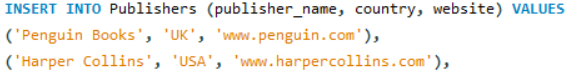 INSERT INTO Publishers (publisher_name, country, website) VALUES
('Penguin Books', 'UK', 'www.penguin.com'),
('Harper Collins', 'USA', 'www.harpercollins.com'),